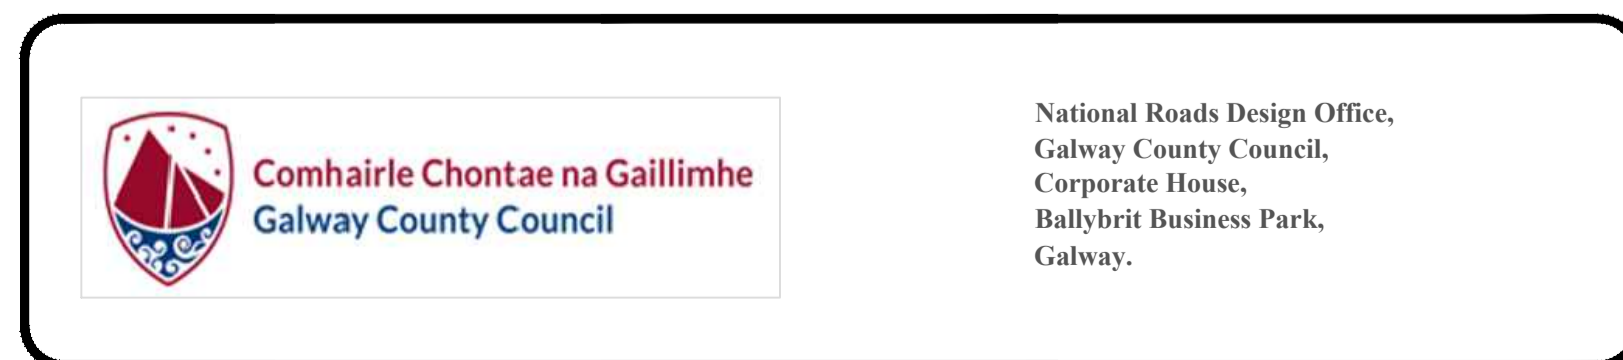 Comhairle Chontae na Gaillimhe
Galway County Council
National Roads Design Office,
Galway County Council,
Corporate House,
Ballybrit Business Park,
Galway.